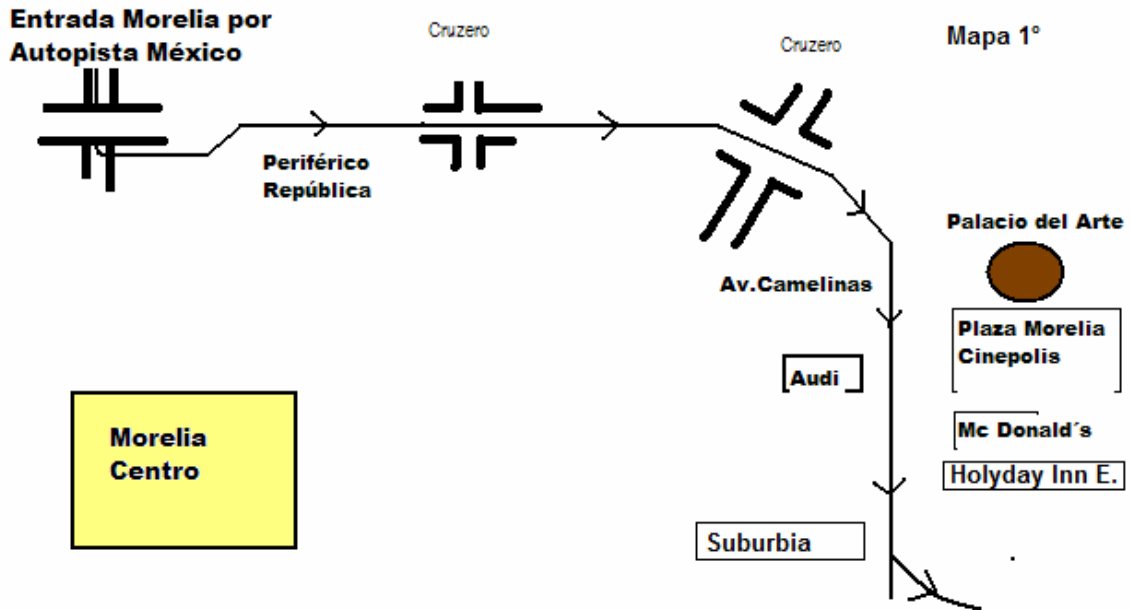 Entrada Morelia por
Autopista México
Cruzero
Cruzero
Mapa 1°
Periférico
República
Palacio del Arte
Av.Camelinas
Plaza Morelia
Cinepolis
Audi
Mc Donald´s
Morelia
Centro
Holyday Inn E.
Suburbia